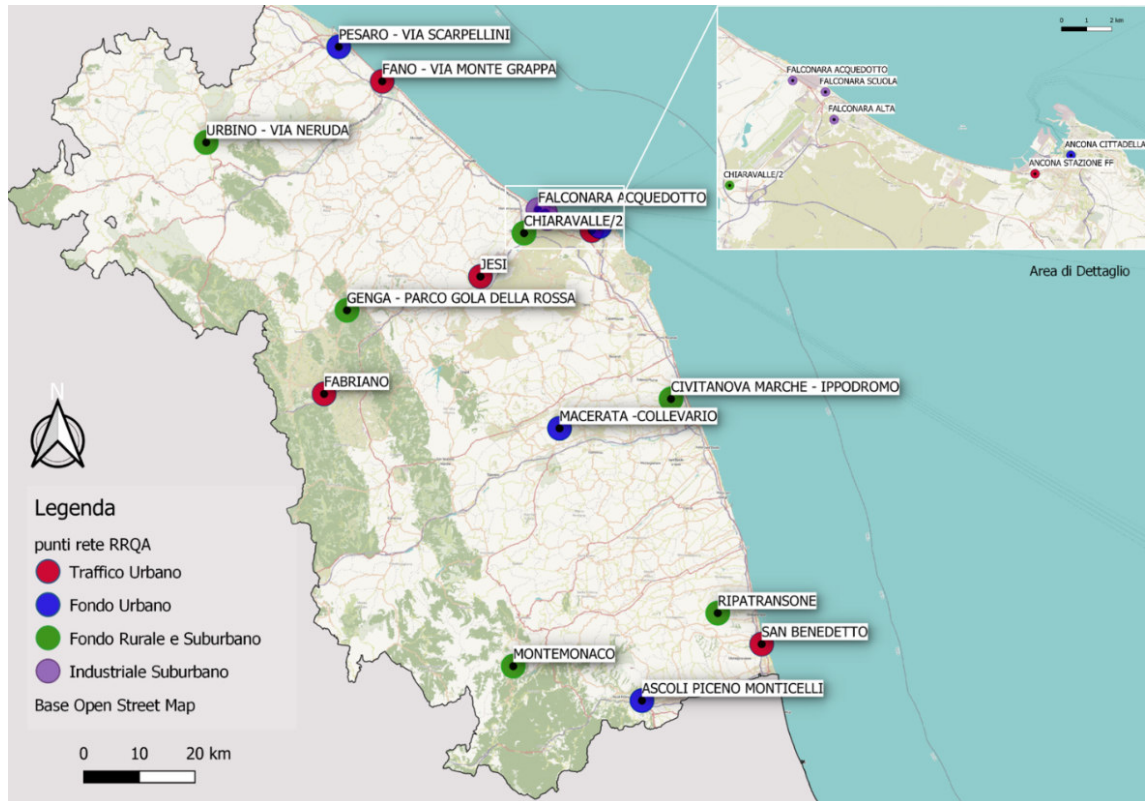 PESARO - VIA SCARPELLINI
FANO - VIA MONTE GRAPPA
URBINO - VIA NERUDA
FALCONARA ACQUEDOTTO
CHIARAVALLE/2
JESI
GENGA - PARCO GOLA DELLA ROSSA
FABRIANO
CIVITANOVA MARCHE - IPPODROMO
MACERATA -COLLEVARIO
RIPATRANSONE
SAN BENEDETTO
MONTEMONACO
ASCOLI PICENO MONTICELLI
0 1 2 km
FALCONARA ACQUEDOTTO
FALCONARA SCUOLA
FALCONARA ALTA
ANCONA CITTADELLA
ANCONA STAZIONE FF
CHIARAVALLE/2
Area di Dettaglio
N
Legenda
punti rete RRQA
Traffico Urbano
Fondo Urbano
Fondo Rurale e Suburbano
Industriale Suburbano
Base Open Street Map
0 10 20 km